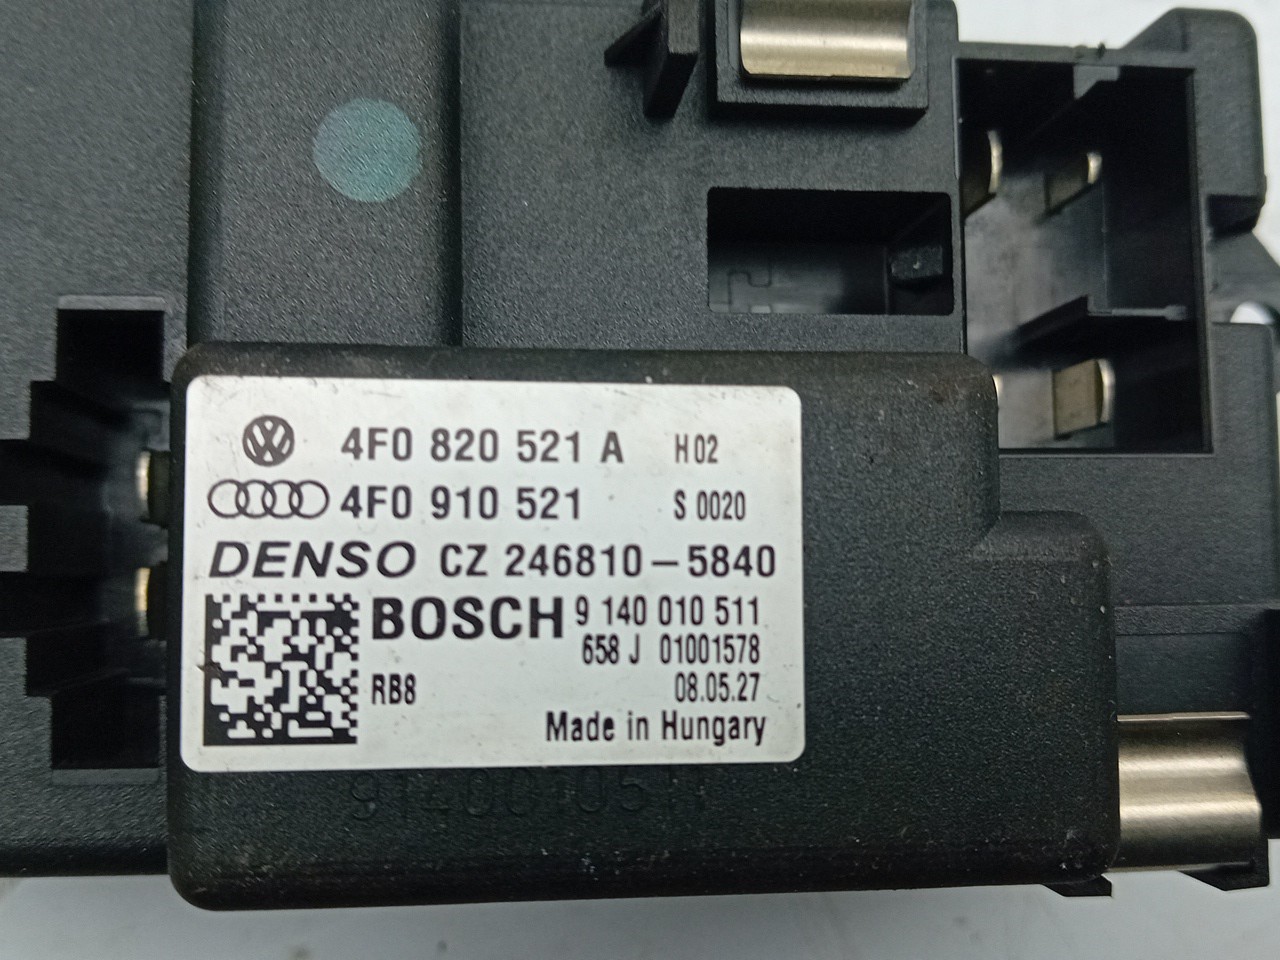 4F0 820 521 A H02
4F0 910 521 S 0020
DENSO CZ 246810-5840
BOSCH 9 140 010 511
658 J 01001578
RB8 08.05.27
Made in Hungary
9140010511